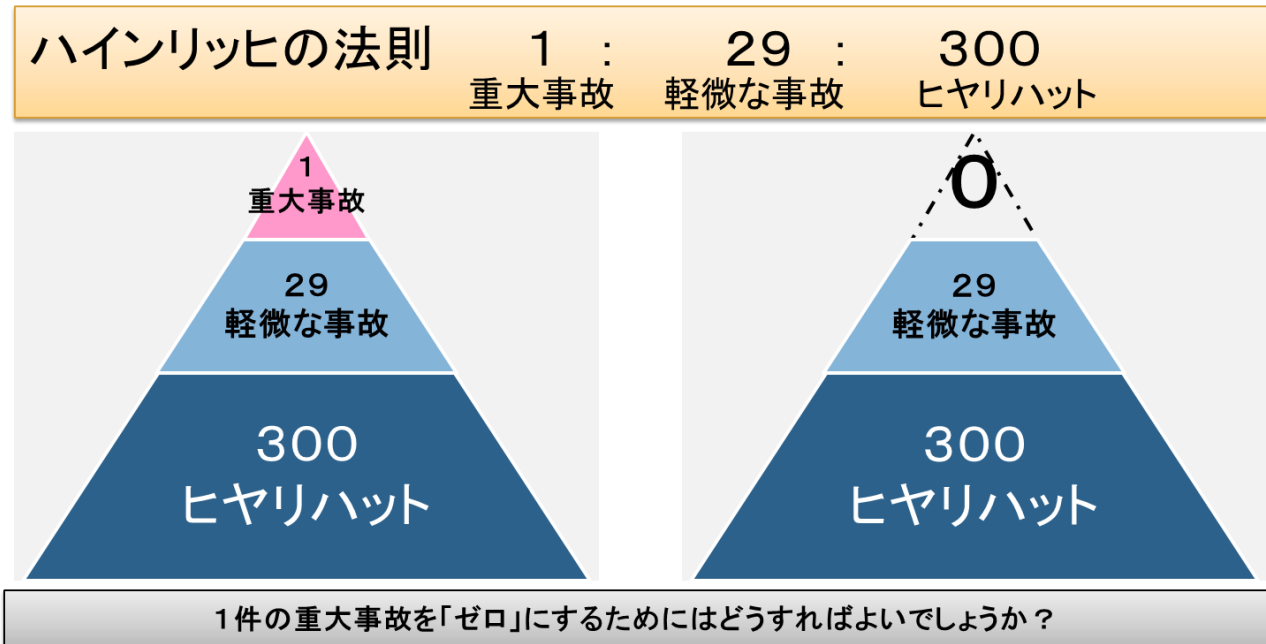 ハインリッヒの法則　１ ： ２９ ： ３００
重大事故　軽微な事故　ヒヤリハット
１
重大事故
２９
軽微な事故
３００
ヒヤリハット
０
２９
軽微な事故
３００
ヒヤリハット
１件の重大事故を「ゼロ」にするためにはどうすればよいでしょうか？